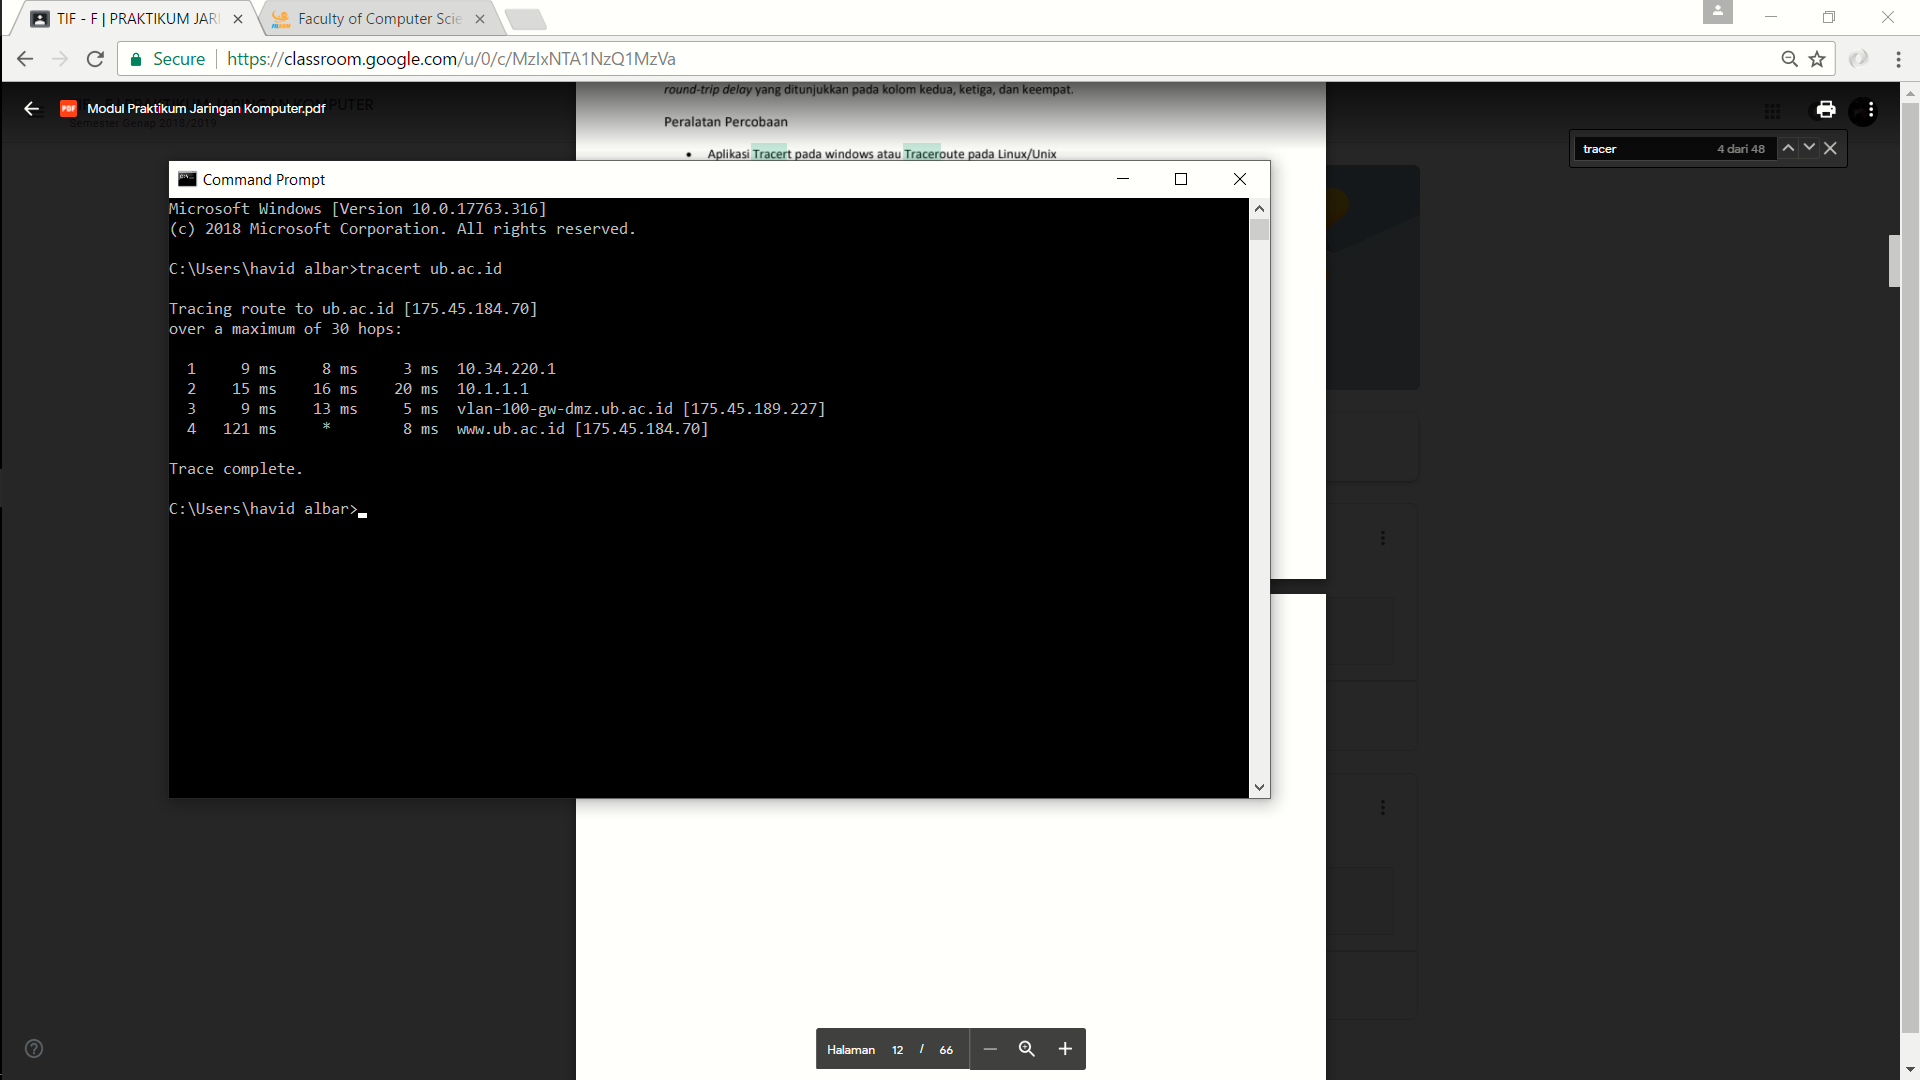 TIF - F | PRAKTIKUM JAR
Faculty of Computer Scie
Secure
https://classroom.google.com/u/0/c/MzIxNTA1NzQ1MzVa
round-trip delay yang ditunjukkan pada kolom kedua, ketiga, dan keempat.
PDF
Modul Praktikum Jaringan Komputer.pdf
Semester Genap 2018/2019
Peralatan Percobaan
• Aplikasi Tracert pada windows atau Traceroute pada Linux/Unix
tracer
4 dari 48
Command Prompt
Microsoft Windows [Version 10.0.17763.316]
(c) 2018 Microsoft Corporation. All rights reserved.
C:\Users\havid albar>tracert ub.ac.id
Tracing route to ub.ac.id [175.45.184.70]
over a maximum of 30 hops:
1 9 ms 8 ms 3 ms 10.34.220.1
2 15 ms 16 ms 20 ms 10.1.1.1
3 9 ms 13 ms 5 ms vlan-100-gw-dmz.ub.ac.id [175.45.189.227]
4 121 ms * 8 ms www.ub.ac.id [175.45.184.70]
Trace complete.
C:\Users\havid albar>
Halaman 12 / 66